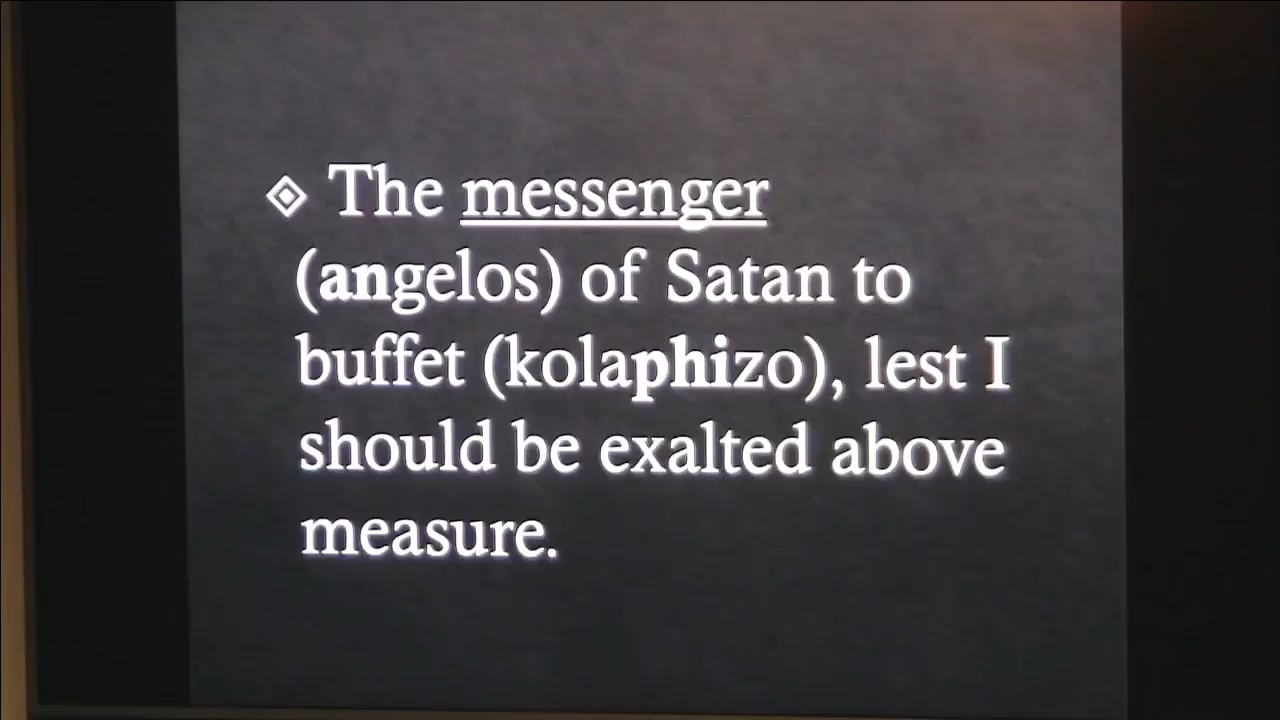 The messenger
(angelos) of Satan to
buffet (kolaphizo), lest I
should be exalted above
measure.